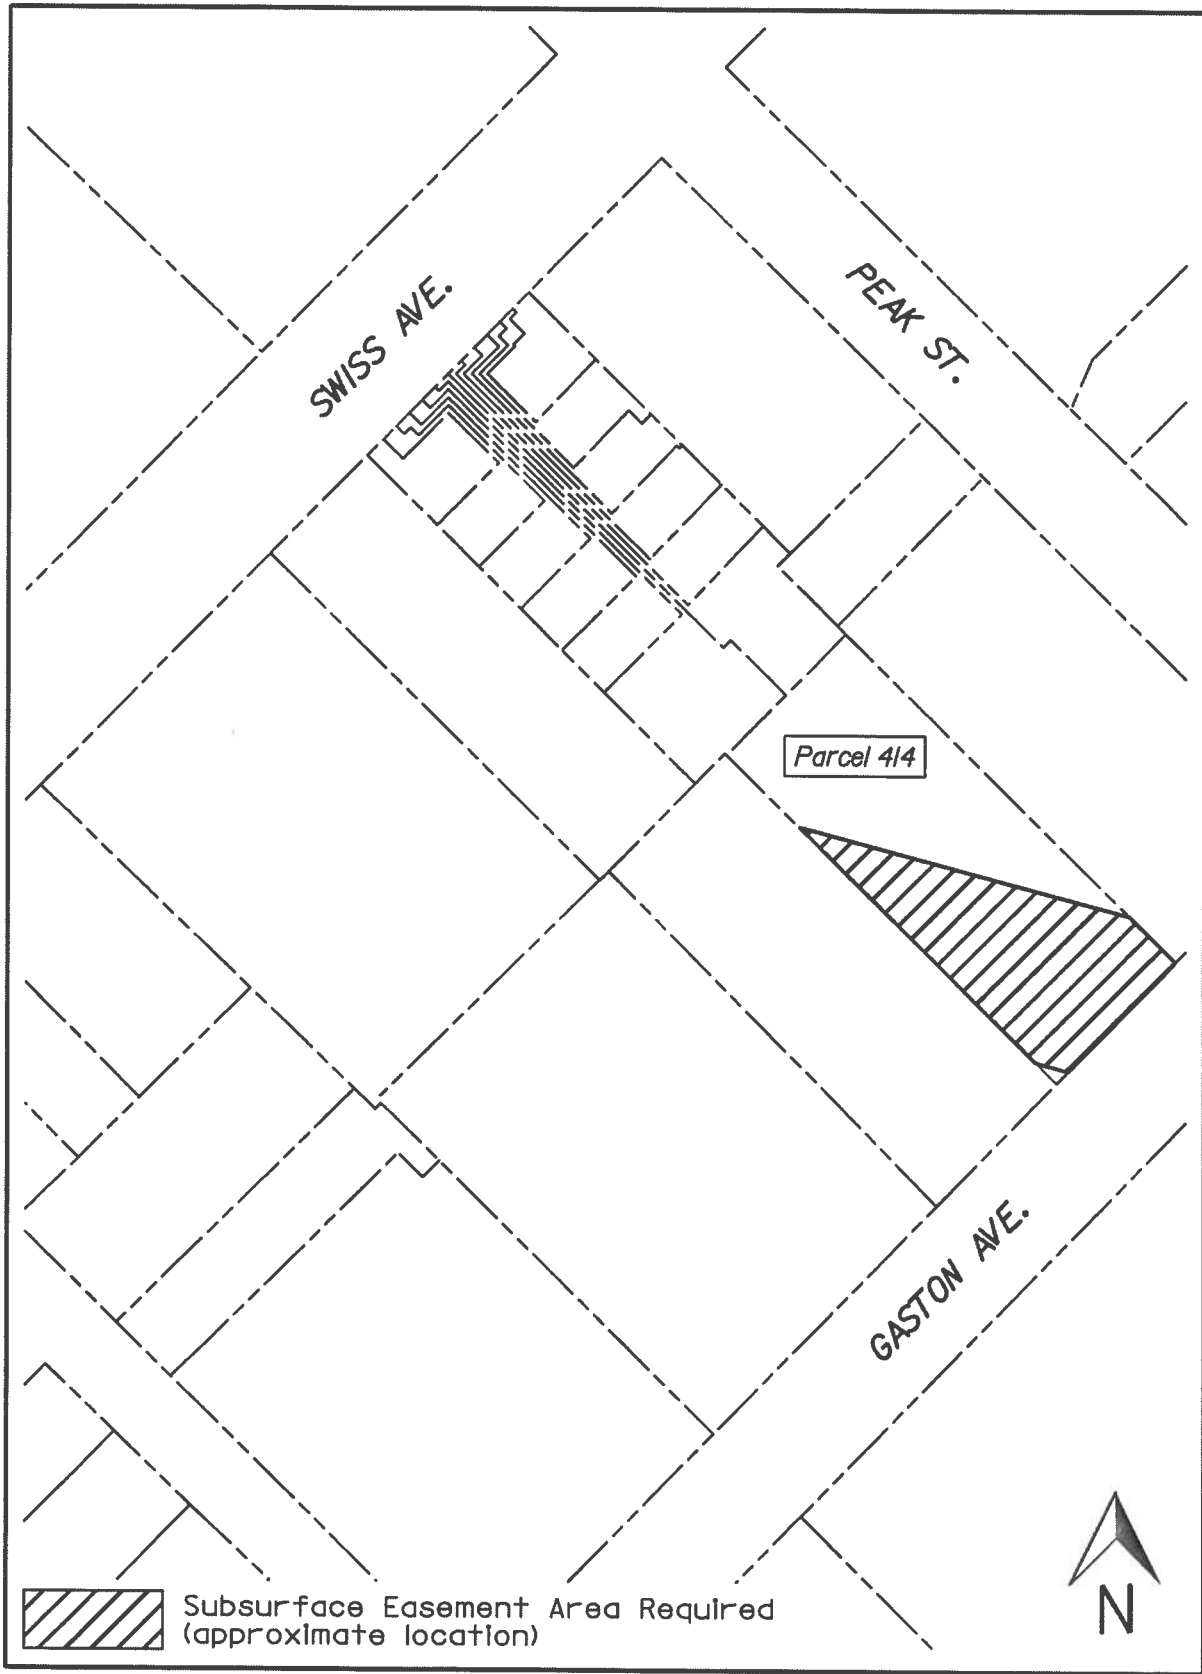 SWISS AVE.
PEAK ST.
Parcel 414
GASTON AVE.
N
Subsurface Easement Area Required
(approximate location)